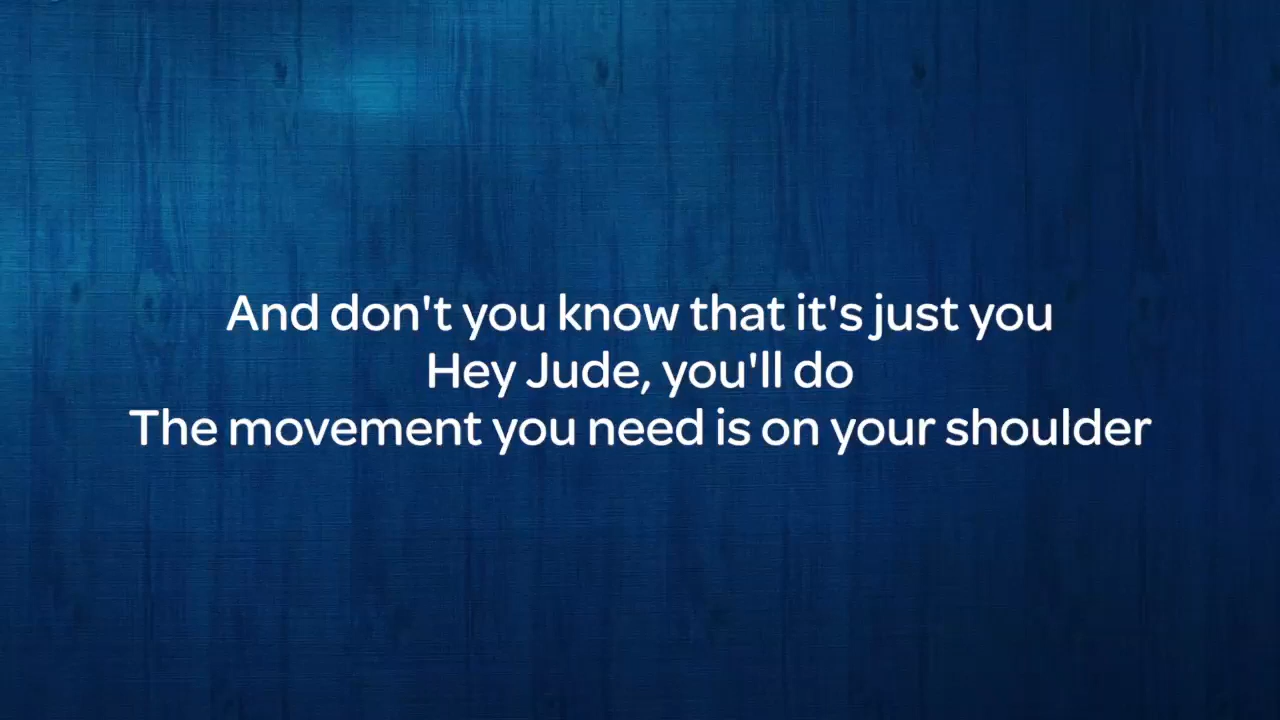 And don't you know that it's just you
Hey Jude, you'll do
The movement you need is on your shoulder